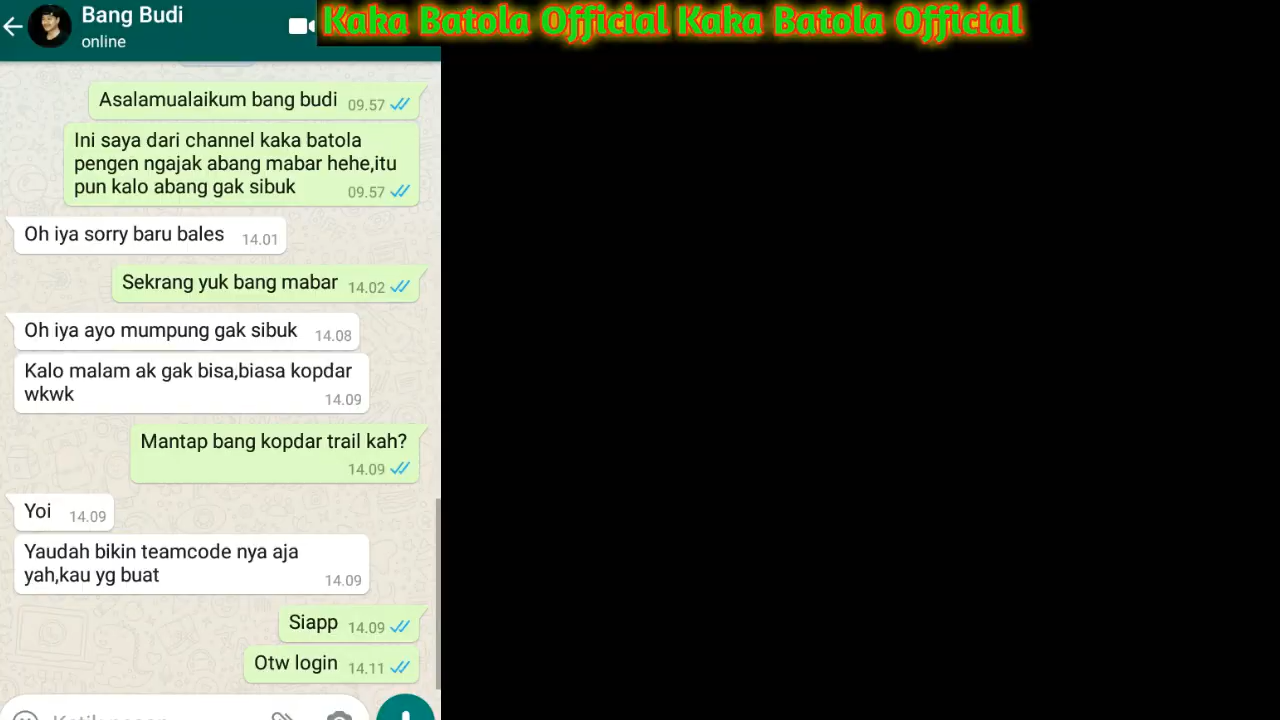 Bang Budi
online
Kaka Batola Official Kaka Batola Official
Asalamualaikum bang budi 09.57
Ini saya dari channel kaka batola
pengen ngajak abang mabar hehe,itu
pun kalo abang gak sibuk 09.57
Oh iya sorry baru bales 14.01
Sekrang yuk bang mabar 14.02
Oh iya ayo mumpung gak sibuk 14.08
Kalo malam ak gak bisa,biasa kopdar
wkwk 14.09
Mantap bang kopdar trail kah?
14.09
Yoi 14.09
Yaudah bikin teamcode nya aja
yah,kau yg buat 14.09
Siapp 14.09
Otw login 14.11